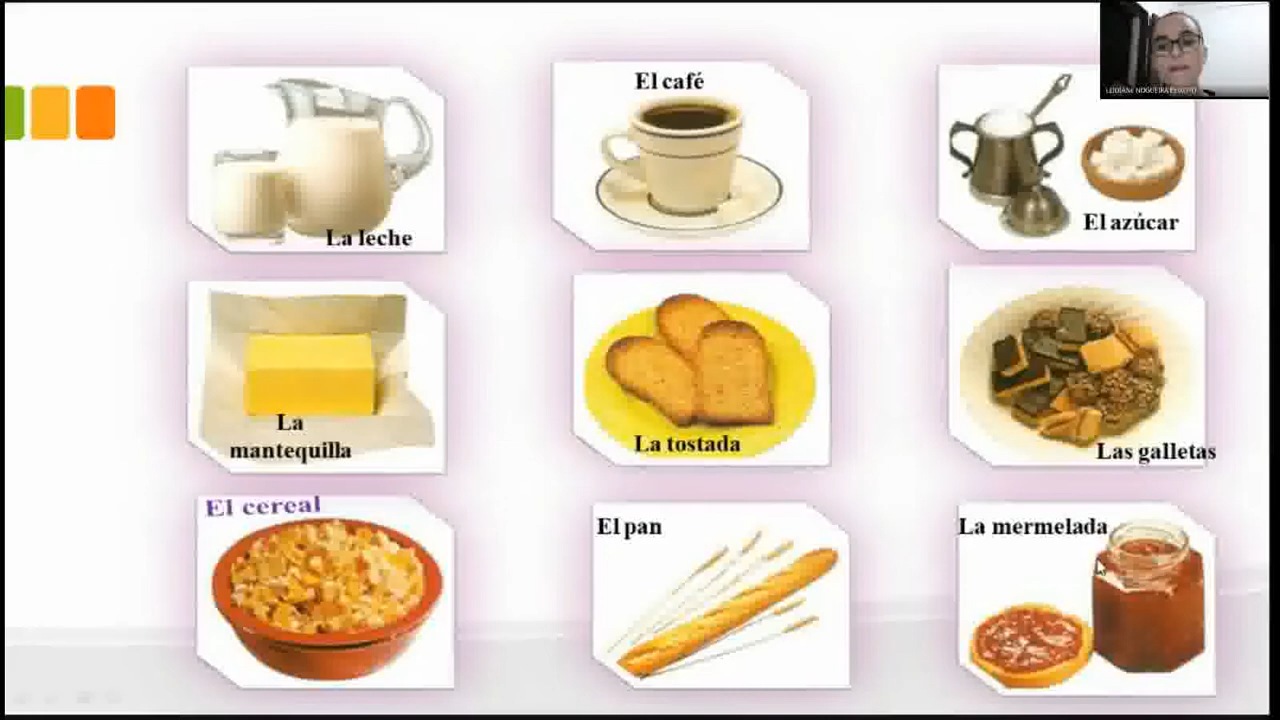 El café
La leche
El azúcar
La
mantequilla
La tostada
Las galletas
El cereal
El pan
La mermelada